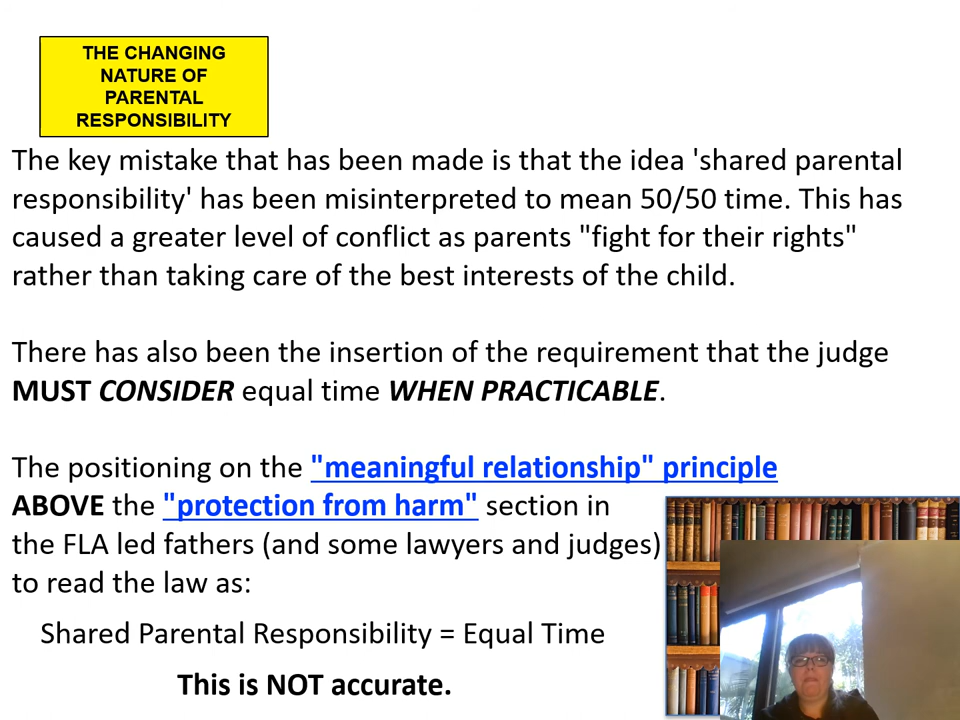 THE CHANGING
NATURE OF
PARENTAL
RESPONSIBILITY
The key mistake that has been made is that the idea 'shared parental
responsibility' has been misinterpreted to mean 50/50 time. This has
caused a greater level of conflict as parents "fight for their rights"
rather than taking care of the best interests of the child.
There has also been the insertion of the requirement that the judge
MUST CONSIDER equal time WHEN PRACTICABLE.
The positioning on the "meaningful relationship" principle
ABOVE the "protection from harm" section in
the FLA led fathers (and some lawyers and judges)
to read the law as:
Shared Parental Responsibility = Equal Time
This is NOT accurate.